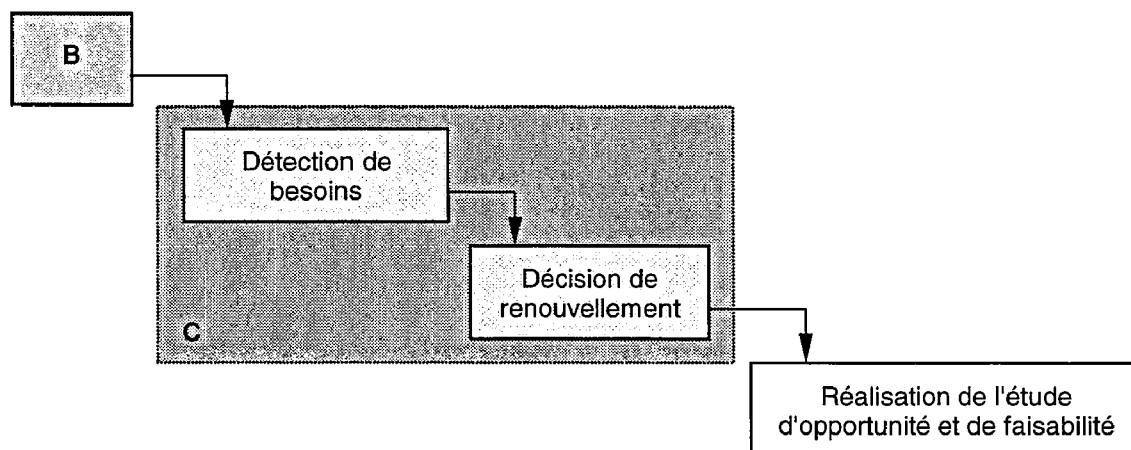 B
Détection de
besoins
Décision de
renouvellement
C
Réalisation de l'étude
d'opportunité et de faisabilité